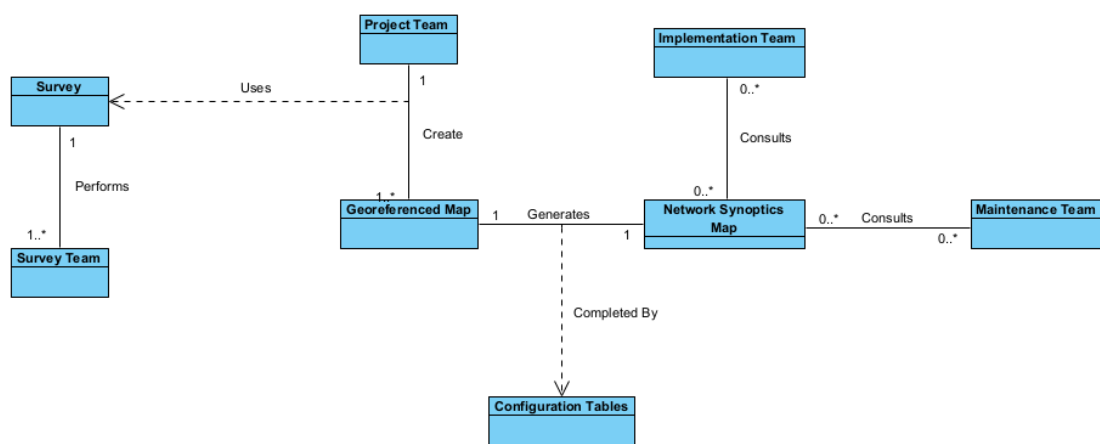 Project Team
Implementation Team
1
0..*
Survey
Uses
1
Create
Consults
Performs
1..*
0..*
Georeferenced Map
1
Generates
1
Network Synoptics
Map
0..*
Consults
0..*
Maintenance Team
1..*
Survey Team
Completed By
Configuration Tables